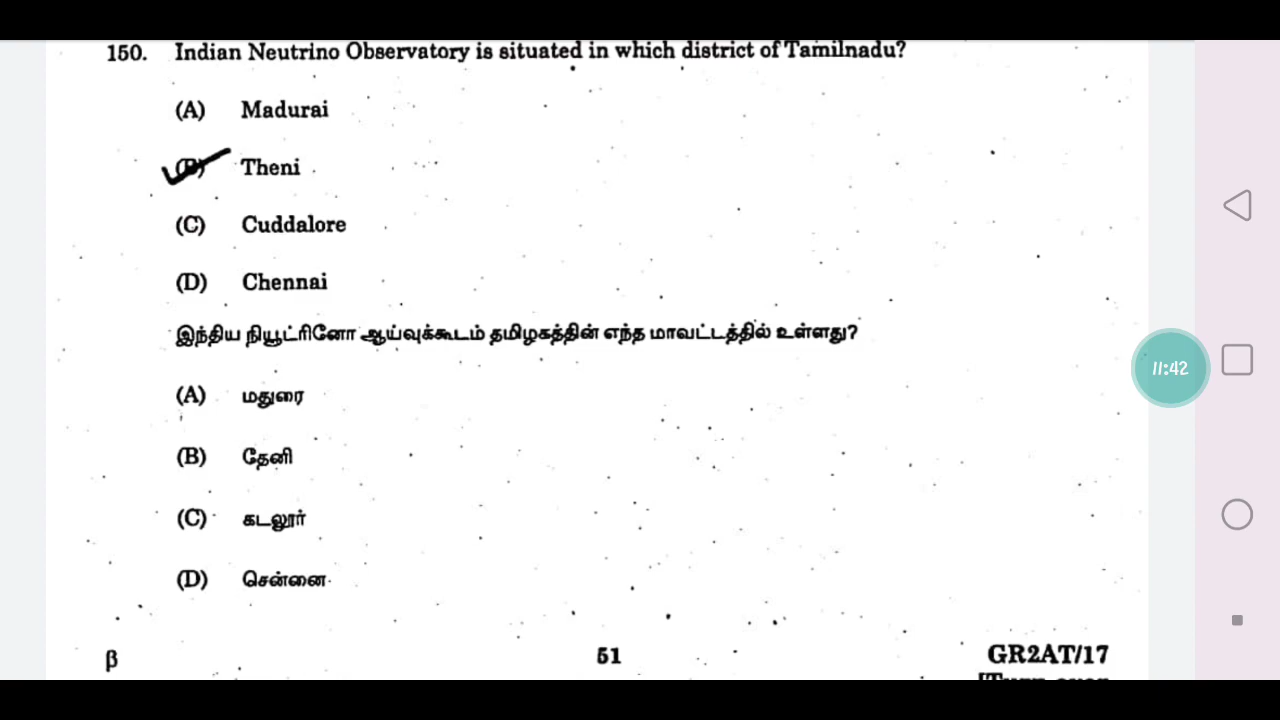 150. Indian Neutrino Observatory is situated in which district of Tamilnadu?
(A) Madurai
(B) Theni
(C) Cuddalore
(D) Chennai
இந்திய நியூட்ரினோ ஆய்வுக்கூடம் தமிழகத்தின் எந்த மாவட்டத்தில் உள்ளது?
(A) மதுரை
(B) தேனி
(C) கடலூர்
(D) சென்னை
11:42
β 51 GR2AT/17